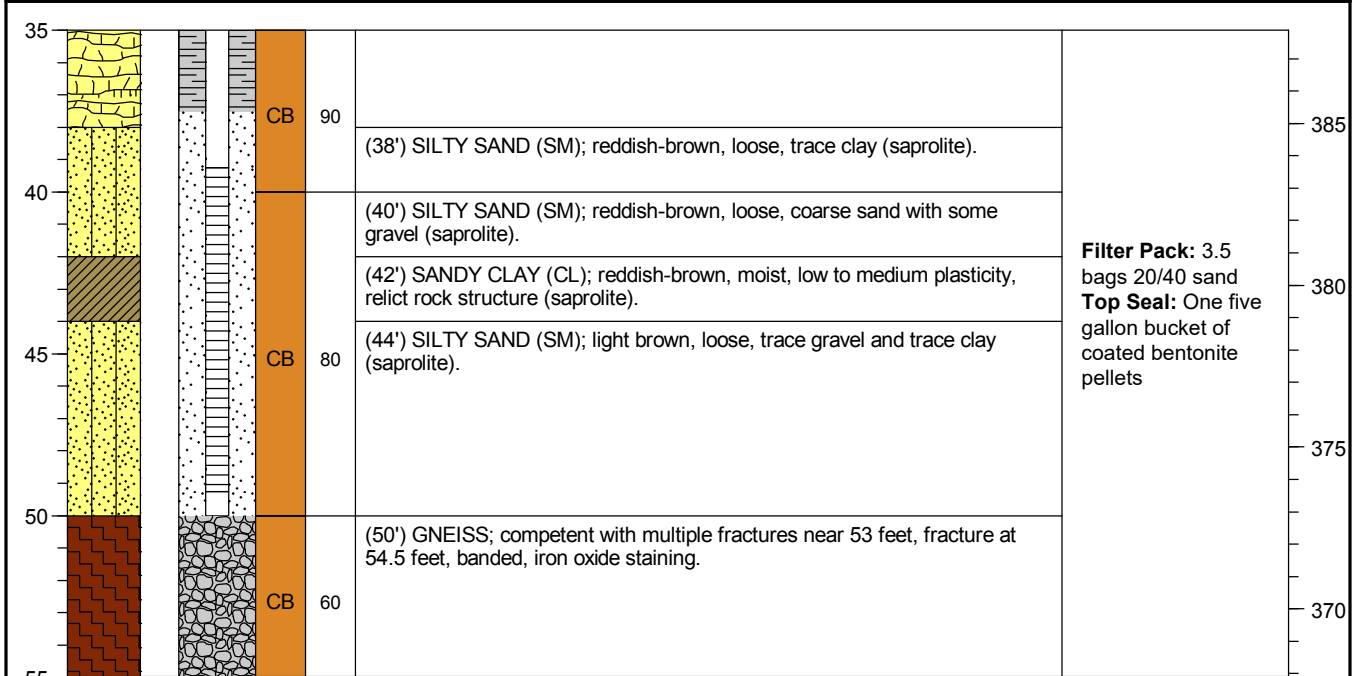 35
CB
90
385
(38') SILTY SAND (SM); reddish-brown, loose, trace clay (saprolite).
40
(40') SILTY SAND (SM); reddish-brown, loose, coarse sand with some
gravel (saprolite).
Filter Pack: 3.5
bags 20/40 sand
Top Seal: One five
gallon bucket of
coated bentonite
pellets
(42') SANDY CLAY (CL); reddish-brown, moist, low to medium plasticity,
relict rock structure (saprolite).
380
(44') SILTY SAND (SM); light brown, loose, trace gravel and trace clay
(saprolite).
45
CB
80
375
50
(50') GNEISS; competent with multiple fractures near 53 feet, fracture at
54.5 feet, banded, iron oxide staining.
CB
60
370
55